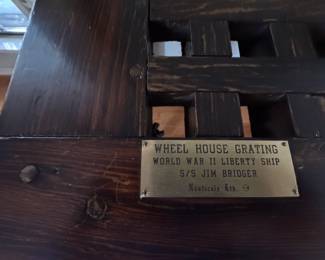 WHEEL HOUSE GRATING
WORLD WAR II LIBERTY SHIP
S/S JIM BRIDGER